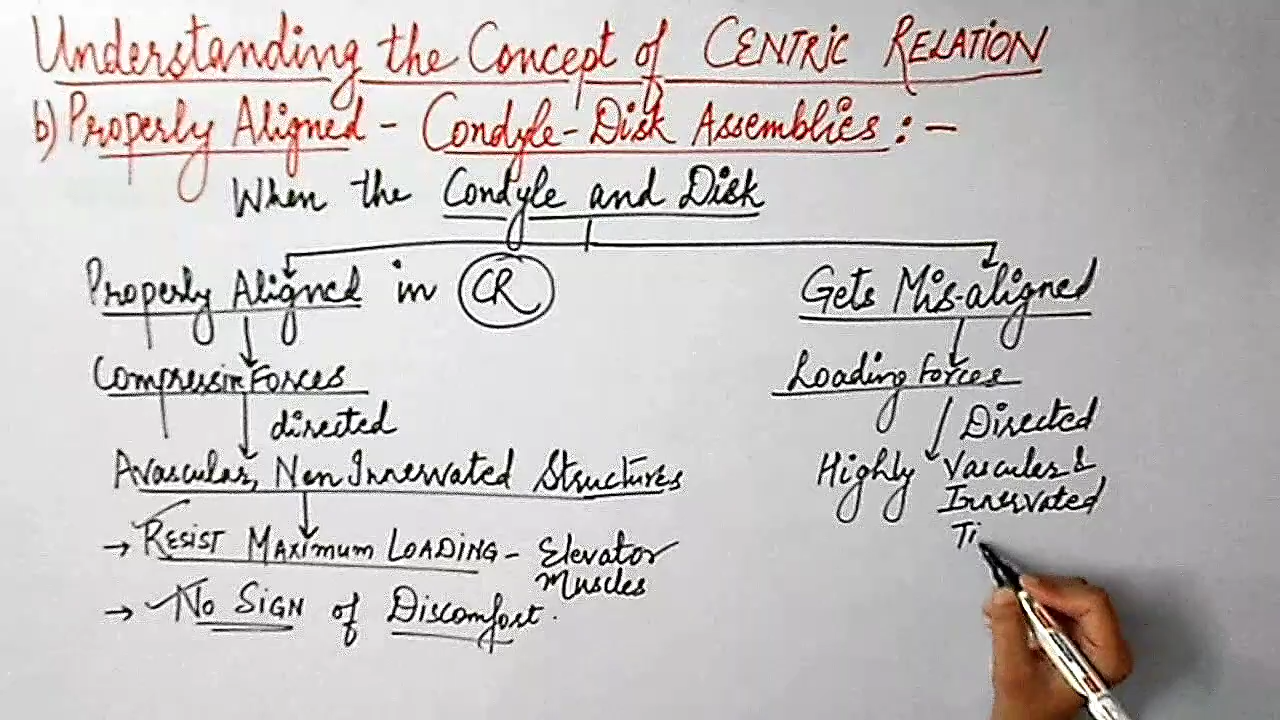 Understanding the Concept of CENTRIC RELATION
b) Properly Aligned - Condyle-Disk Assemblies : -
When the Condyle and Disk
Properly Aligned in CR
Gets Mis-aligned
Compressive Forces
Loading forces
directed
Directed
Avascular, Non Innervated Structures
Highly Vascular &
Innervated
Ti
→ RESIST MAXIMUM LOADING - Elevator
Muscles
→ No SIGN of Discomfort.